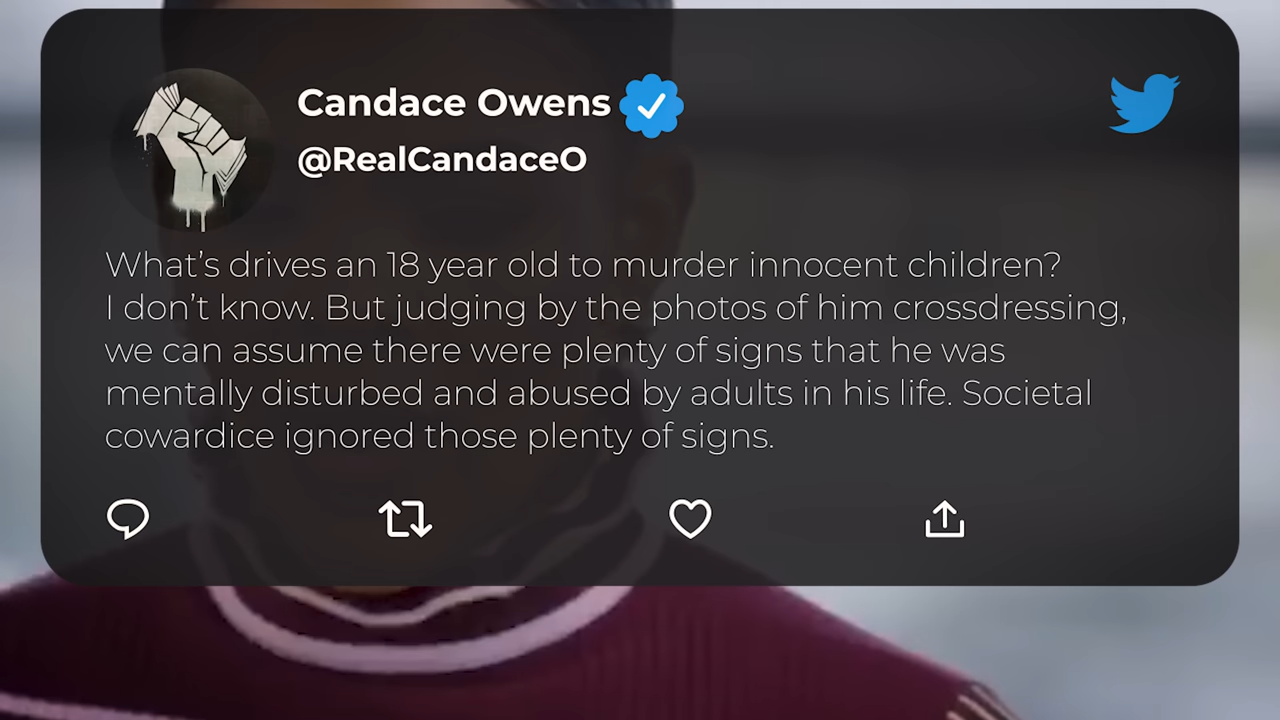 Candace Owens
@RealCandaceO
What's drives an 18 year old to murder innocent children?
I don't know. But judging by the photos of him crossdressing,
we can assume there were plenty of signs that he was
mentally disturbed and abused by adults in his life. Societal
cowardice ignored those plenty of signs.